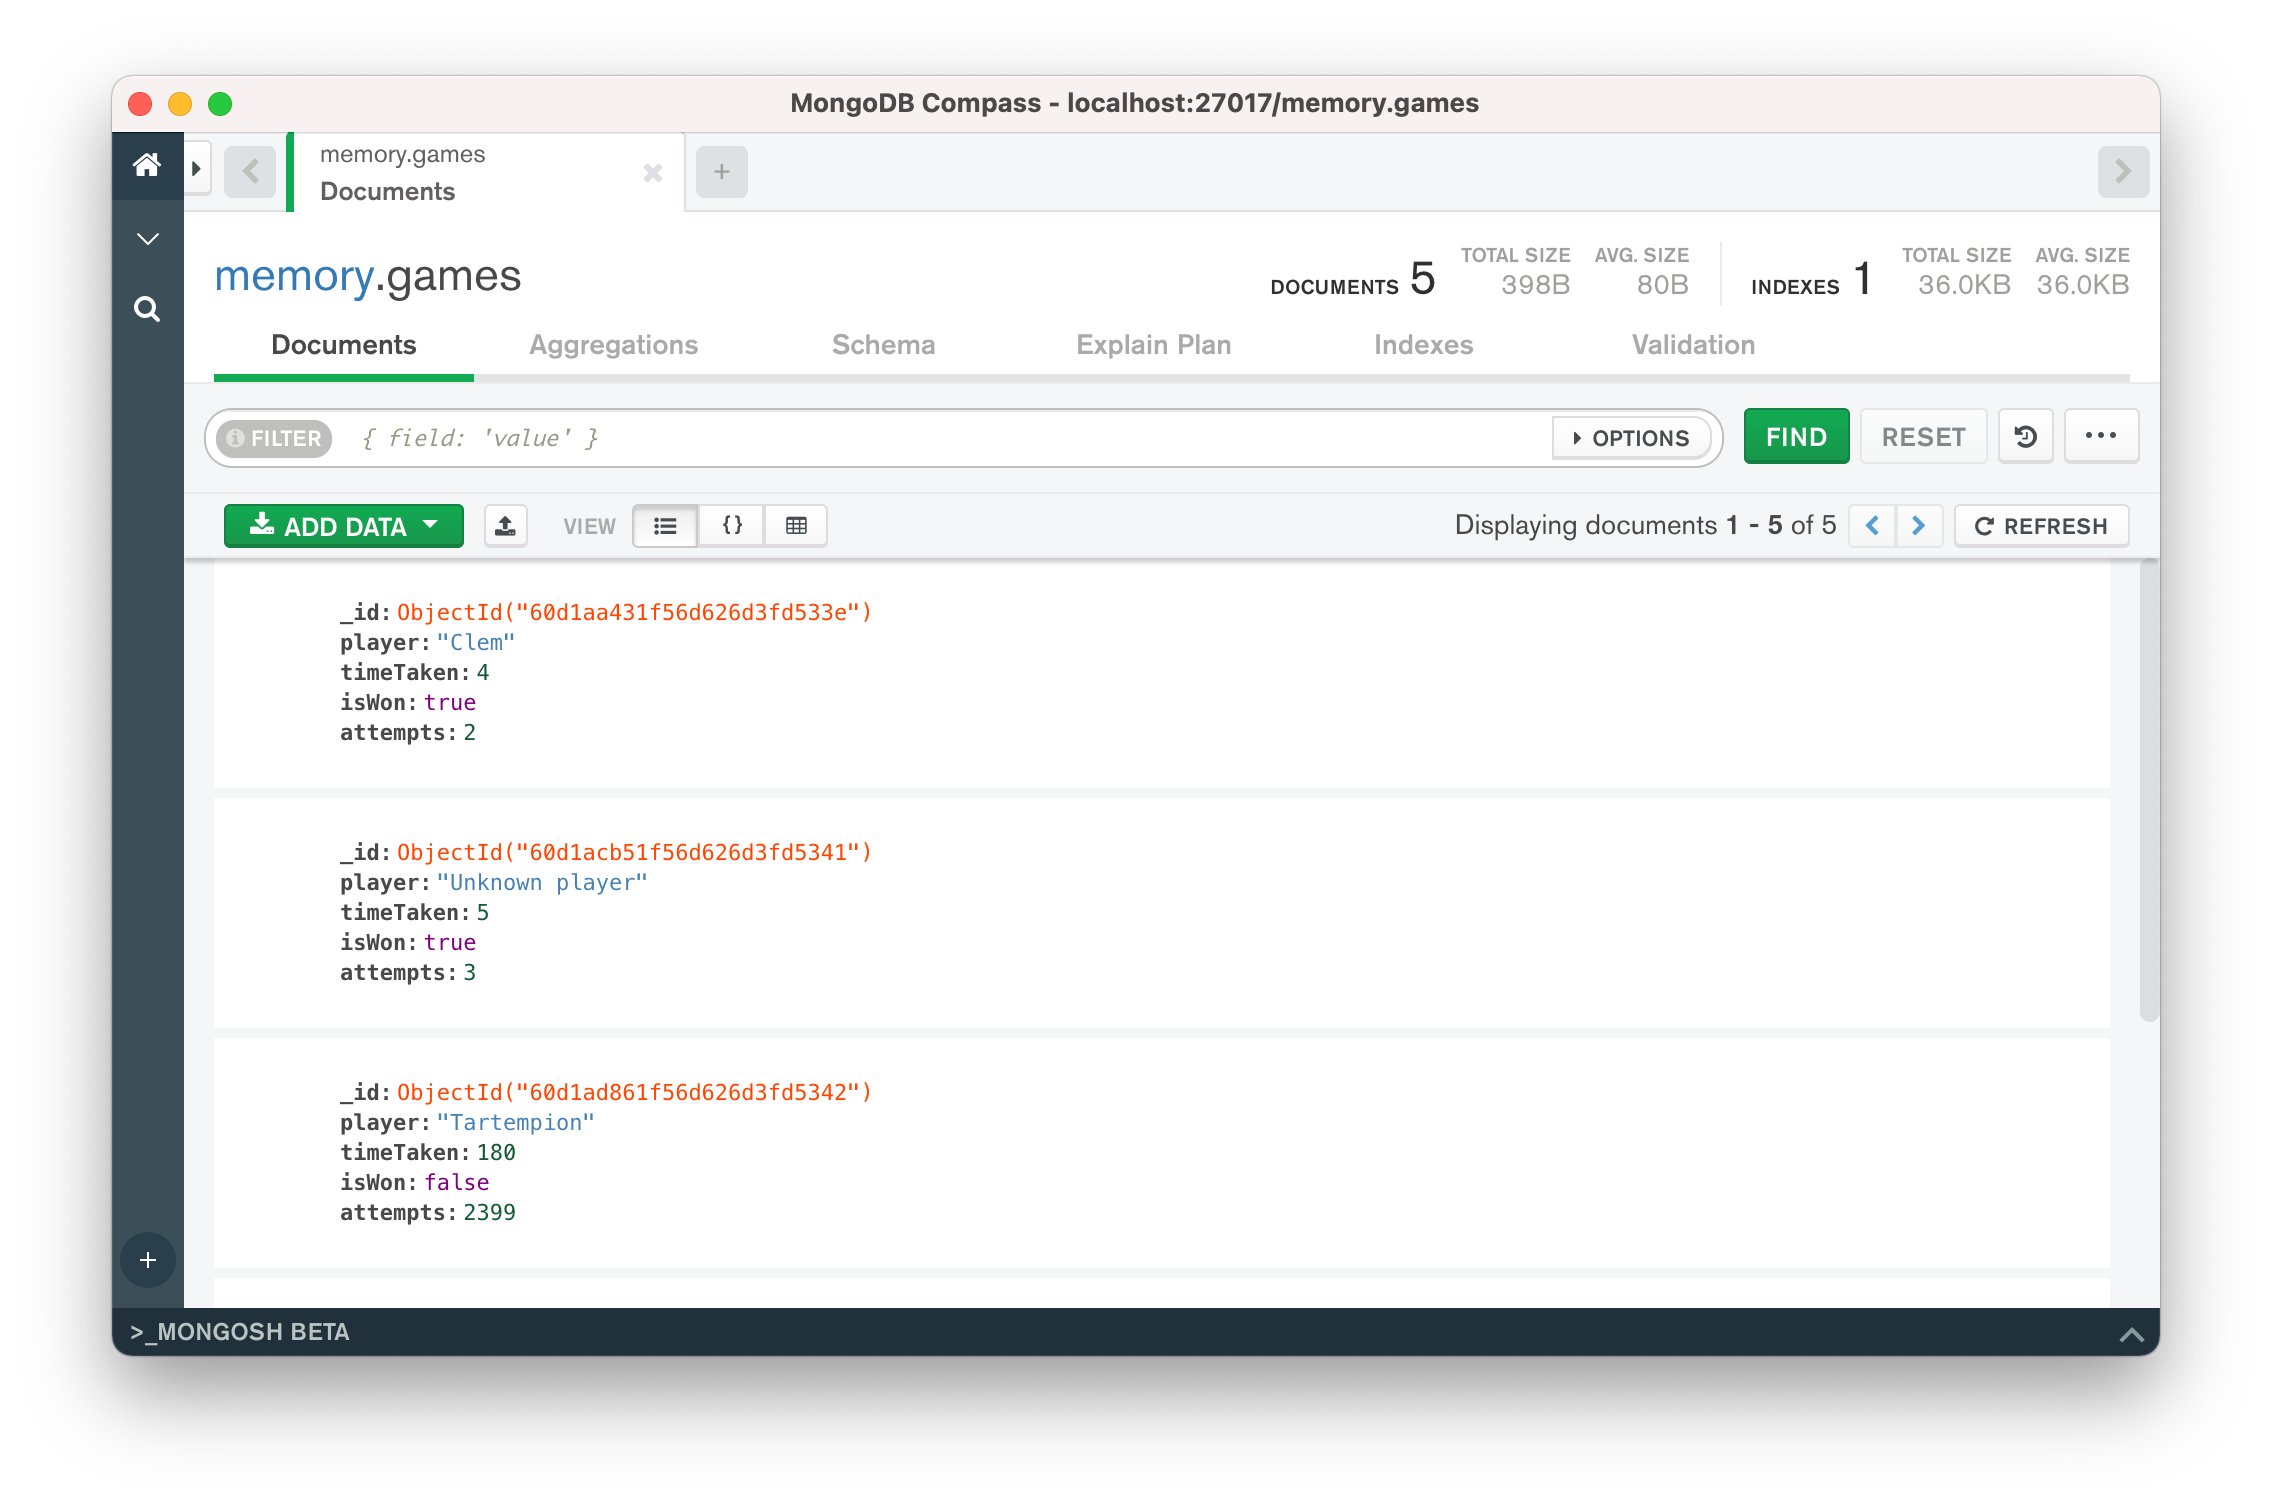 MongoDB Compass - localhost:27017/memory.games
memory.games
Documents
memory.games
DOCUMENTS 5
TOTAL SIZE
398B
AVG. SIZE
80B
INDEXES 1
TOTAL SIZE
36.0KB
AVG. SIZE
36.0KB
Documents
Aggregations
Schema
Explain Plan
Indexes
Validation
FILTER
{ field: 'value' }
OPTIONS
FIND
RESET
ADD DATA
VIEW
{}
Displaying documents 1 - 5 of 5
REFRESH
_id: ObjectId("60d1aa431f56d626d3fd533e")
player: "Clem"
timeTaken: 4
isWon: true
attempts: 2
_id: ObjectId("60d1acb51f56d626d3fd5341")
player: "Unknown player"
timeTaken: 5
isWon: true
attempts: 3
_id: ObjectId("60d1ad861f56d626d3fd5342")
player: "Tartempion"
timeTaken: 180
isWon: false
attempts: 2399
>_MONGOSH BETA